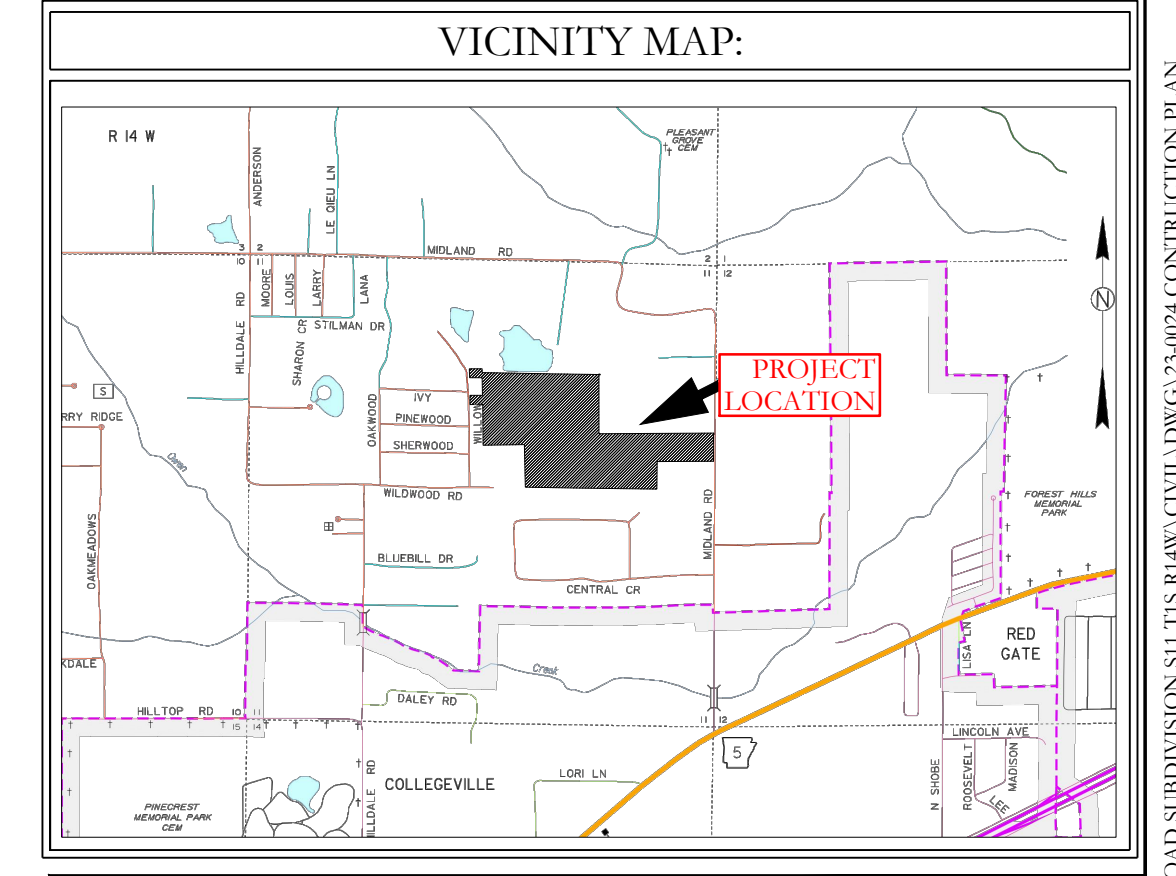 VICINITY MAP:
R 14 W
PLEASANT
GROVE
CEM
ANDERSON
LE QIEU LN
MIDLAND RD
3 2
10 11
2 1
11 12
HILLDALE RD
MOORE
LOUIS
LARRY
LANA
STILMAN DR
SHARON CR
N
PROJECT
LOCATION
S
RRY RIDGE
OAKWOOD
IVY
PINEWOOD
SHERWOOD
WILLOW
WILDWOOD RD
Owen
OAKMEADOWS
MIDLAND RD
FOREST HILLS
MEMORIAL
PARK
BLUEBILL DR
CENTRAL CR
LISA LN
RED
GATE
KDALE
Creek
DALEY RD
HILLTOP RD
10 11
15 14
11 12
5
LINCOLN AVE
COLLEGEVILLE
LORI LN
ILLDALE RD
N SHOBE
ROOSEVELT
MADISON
LEE
PINECREST
MEMORIAL PARK
CEM
OAD SUBDIVISION S11 T1S R14W\CIVIL\DWG\23-0024 CONTRUCTION PLAN